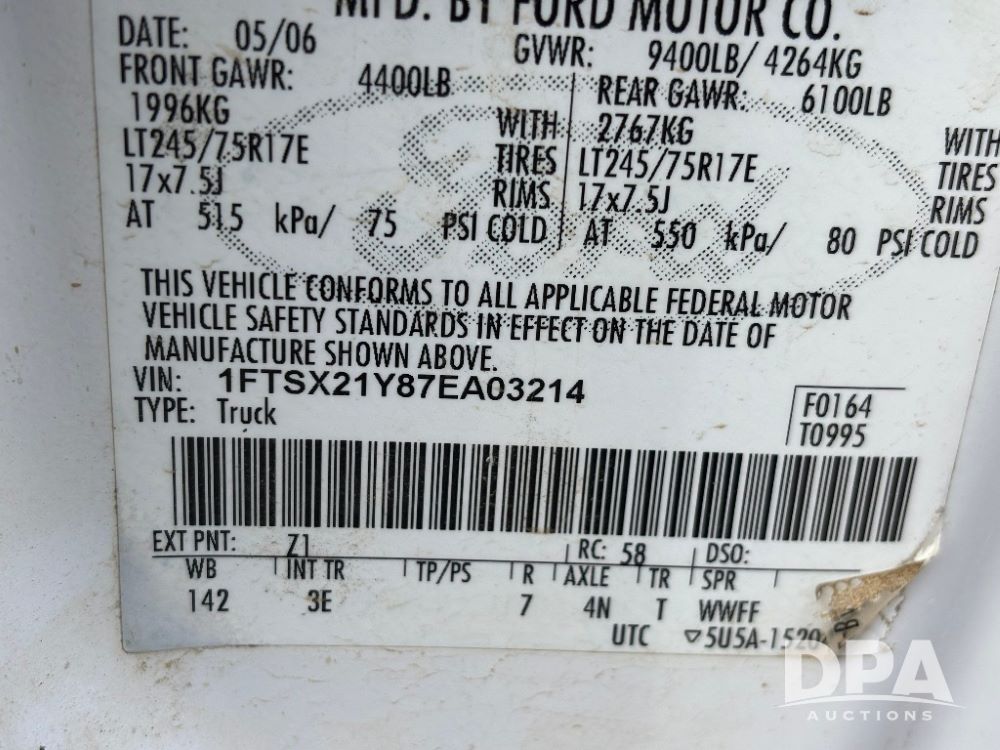 MFD. BY FORD MOTOR CO.
DATE: 05/06 GVWR: 9400LB/ 4264KG
FRONT GAWR: 4400LB REAR GAWR: 6100LB
1996KG WITH 2767KG WITH
LT245/75R17E TIRES LT245/75R17E TIRES
17x7.5J RIMS 17x7.5J RIMS
AT 515 kPa/ 75 PSI COLD AT 550 kPa/ 80 PSI COLD
THIS VEHICLE CONFORMS TO ALL APPLICABLE FEDERAL MOTOR
VEHICLE SAFETY STANDARDS IN EFFECT ON THE DATE OF
MANUFACTURE SHOWN ABOVE.
VIN: 1FTSX21Y87EA03214
TYPE: Truck
F0164
T0995
EXT PNT: Z1 RC: 58 DSO:
WB INT TR TP/PS R AXLE TR SPR
142 3E 7 4N T WWFF
UTC ▽5U5A-1520
DPA
AUCTIONS